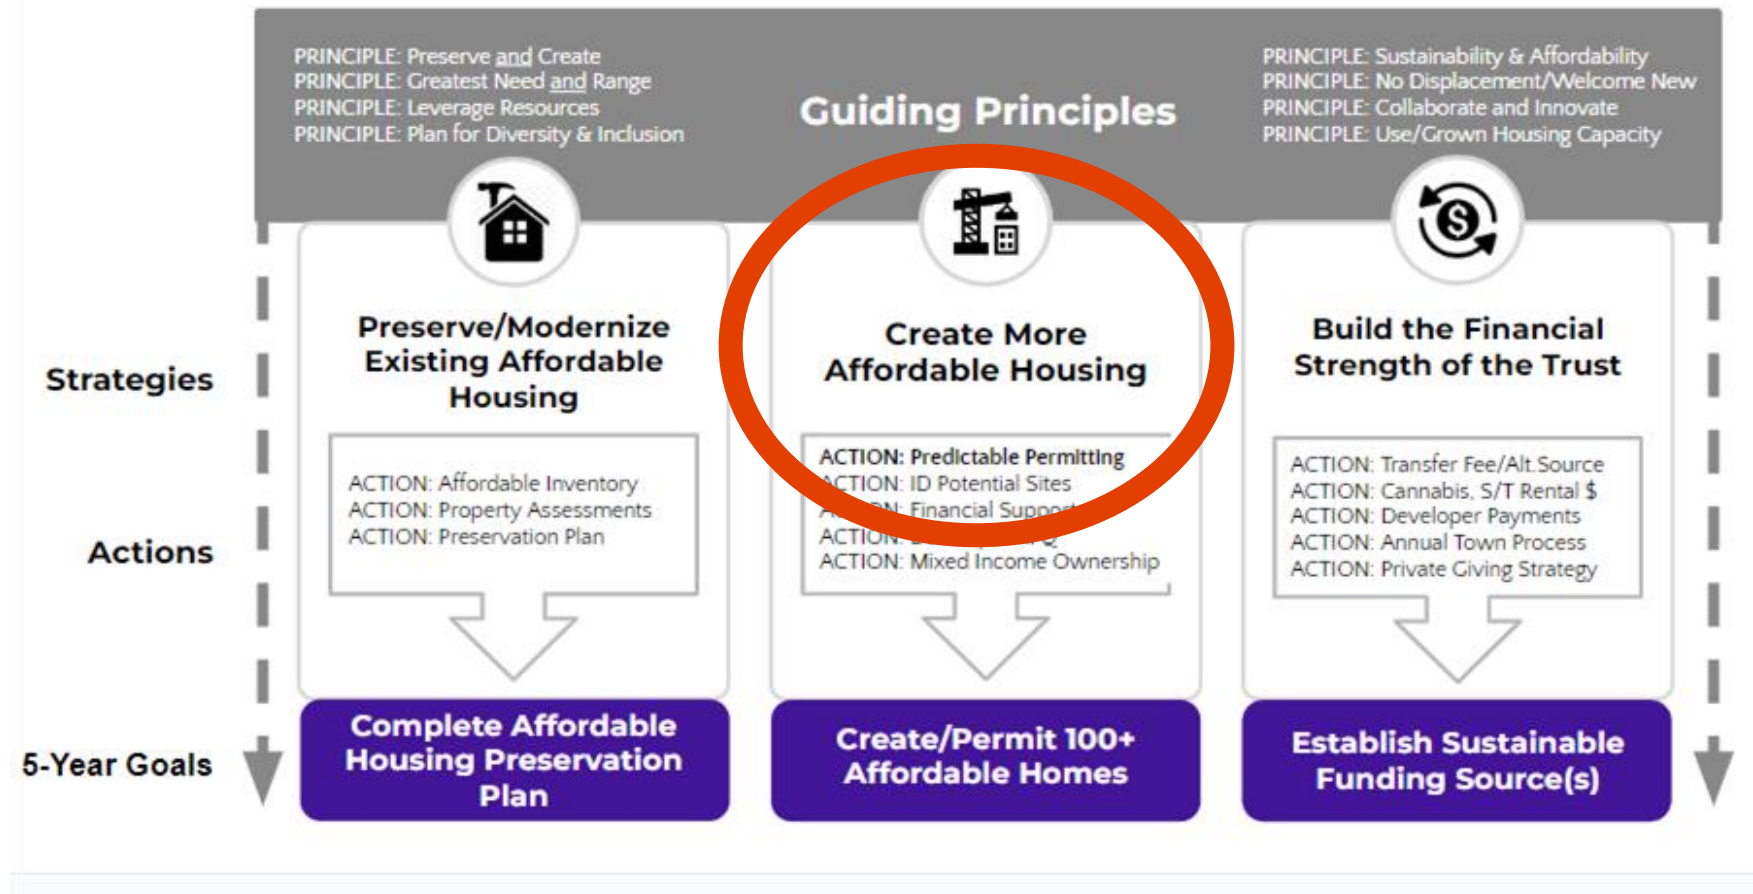 PRINCIPLE: Preserve and Create
PRINCIPLE: Greatest Need and Range
PRINCIPLE: Leverage Resources
PRINCIPLE: Plan for Diversity & Inclusion
Guiding Principles
PRINCIPLE: Sustainability & Affordability
PRINCIPLE: No Displacement/Welcome New
PRINCIPLE: Collaborate and Innovate
PRINCIPLE: Use/Grown Housing Capacity
Strategies
Preserve/Modernize
Existing Affordable
Housing
Create More
Affordable Housing
Build the Financial
Strength of the Trust
Actions
ACTION: Affordable Inventory
ACTION: Property Assessments
ACTION: Preservation Plan
ACTION: Predictable Permitting
ACTION: ID Potential Sites
ACTION: Financial Support
ACTION:
ACTION: Mixed Income Ownership
ACTION: Transfer Fee/Alt.Source
ACTION: Cannabis, S/T Rental $
ACTION: Developer Payments
ACTION: Annual Town Process
ACTION: Private Giving Strategy
5-Year Goals
Complete Affordable
Housing Preservation
Plan
Create/Permit 100+
Affordable Homes
Establish Sustainable
Funding Source(s)